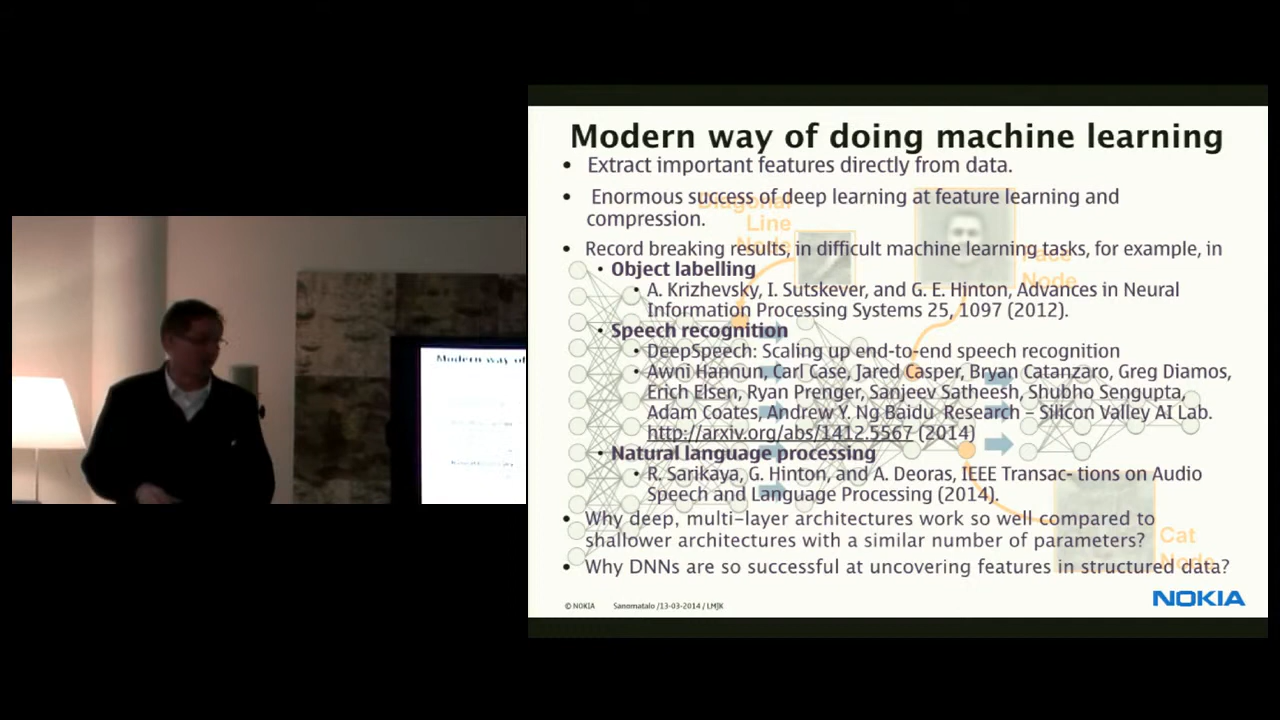 Modern way of doing machine learning
• Extract important features directly from data.
• Enormous success of deep learning at feature learning and
compression.
• Record breaking results, in difficult machine learning tasks, for example, in
• Object labelling
• A. Krizhevsky, I. Sutskever, and G. E. Hinton, Advances in Neural
Information Processing Systems 25, 1097 (2012).
• Speech recognition
• DeepSpeech: Scaling up end-to-end speech recognition
• Awni Hannun, Carl Case, Jared Casper, Bryan Catanzaro, Greg Diamos,
Erich Elsen, Ryan Prenger, Sanjeev Satheesh, Shubho Sengupta,
Adam Coates, Andrew Y. Ng Baidu Research – Silicon Valley AI Lab.
http://arxiv.org/abs/1412.5567 (2014)
• Natural language processing
• R. Sarikaya, G. Hinton, and A. Deoras, IEEE Transac- tions on Audio
Speech and Language Processing (2014).
• Why deep, multi-layer architectures work so well compared to
shallower architectures with a similar number of parameters?
• Why DNNs are so successful at uncovering features in structured data?
Diagonal
Line
Node
Face
Node
Cat
Node
© NOKIA Sanomatalo /13-03-2014 / LMJK
NOKIA
Modern way of